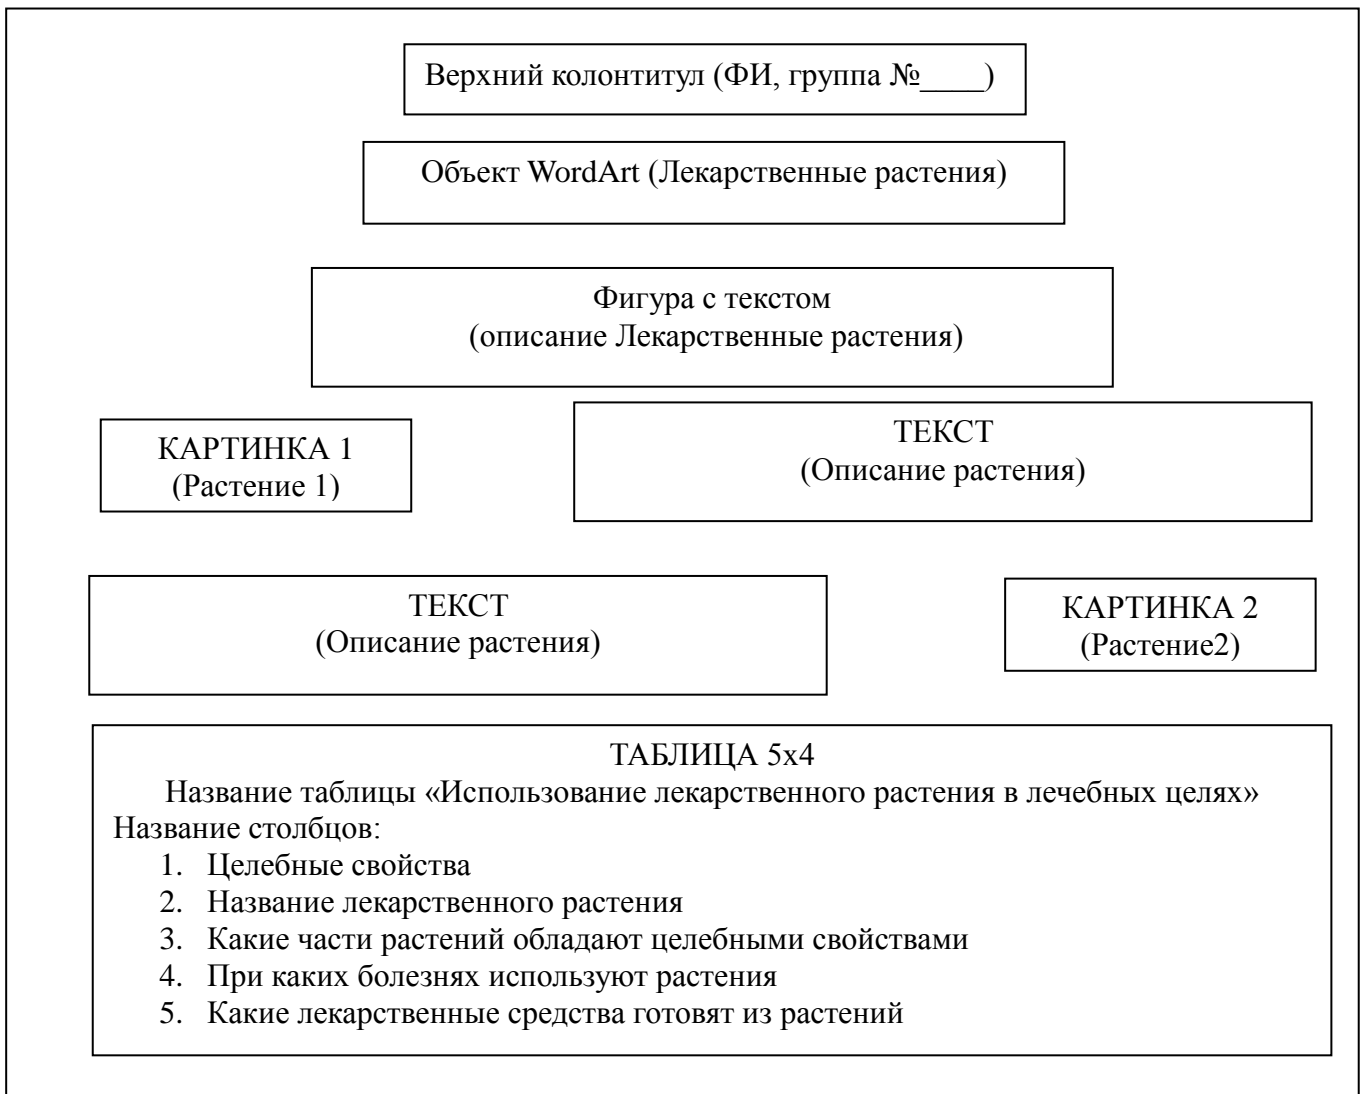 Верхний колонтитул (ФИ, группа №____)
Объект WordArt (Лекарственные растения)
Фигура с текстом
(описание Лекарственные растения)
КАРТИНКА 1
(Растение 1)
ТЕКСТ
(Описание растения)
ТЕКСТ
(Описание растения)
КАРТИНКА 2
(Растение2)
ТАБЛИЦА 5х4
Название таблицы «Использование лекарственного растения в лечебных целях»
Название столбцов:
1. Целебные свойства
2. Название лекарственного растения
3. Какие части растений обладают целебными свойствами
4. При каких болезнях используют растения
5. Какие лекарственные средства готовят из растений